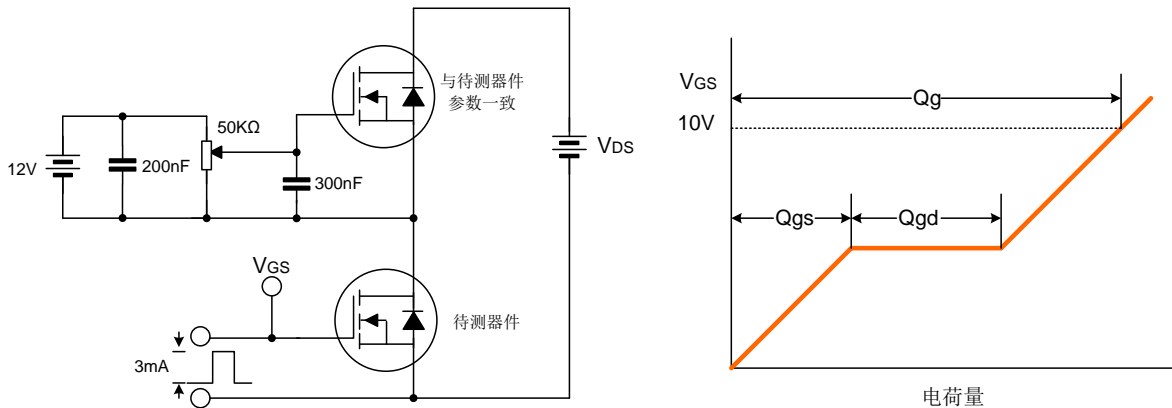 与待测器件
参数一致
50KΩ
12V
200nF
300nF
VDS
VGS
待测器件
3mA
VGS
Qg
10V
Qgs
Qgd
电荷量